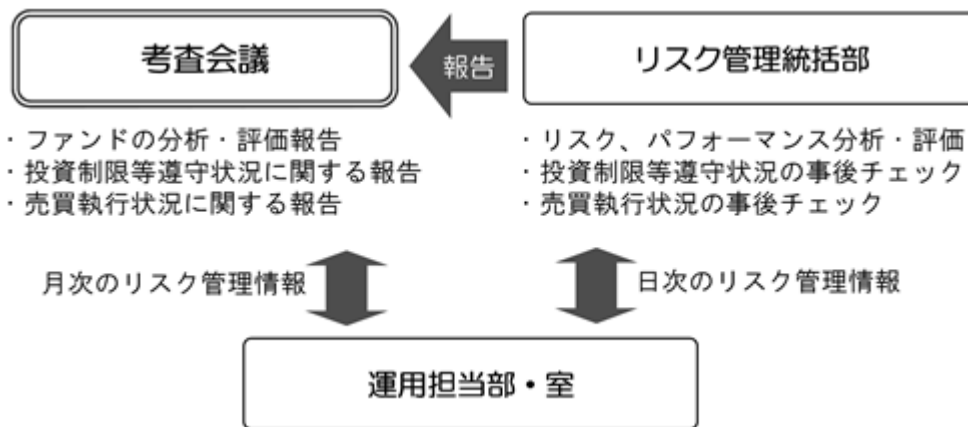 考査会議
報告
リスク管理統括部
・ファンドの分析・評価報告
・投資制限等遵守状況に関する報告
・売買執行状況に関する報告
・リスク、パフォーマンス分析・評価
・投資制限等遵守状況の事後チェック
・売買執行状況の事後チェック
月次のリスク管理情報
日次のリスク管理情報
運用担当部・室